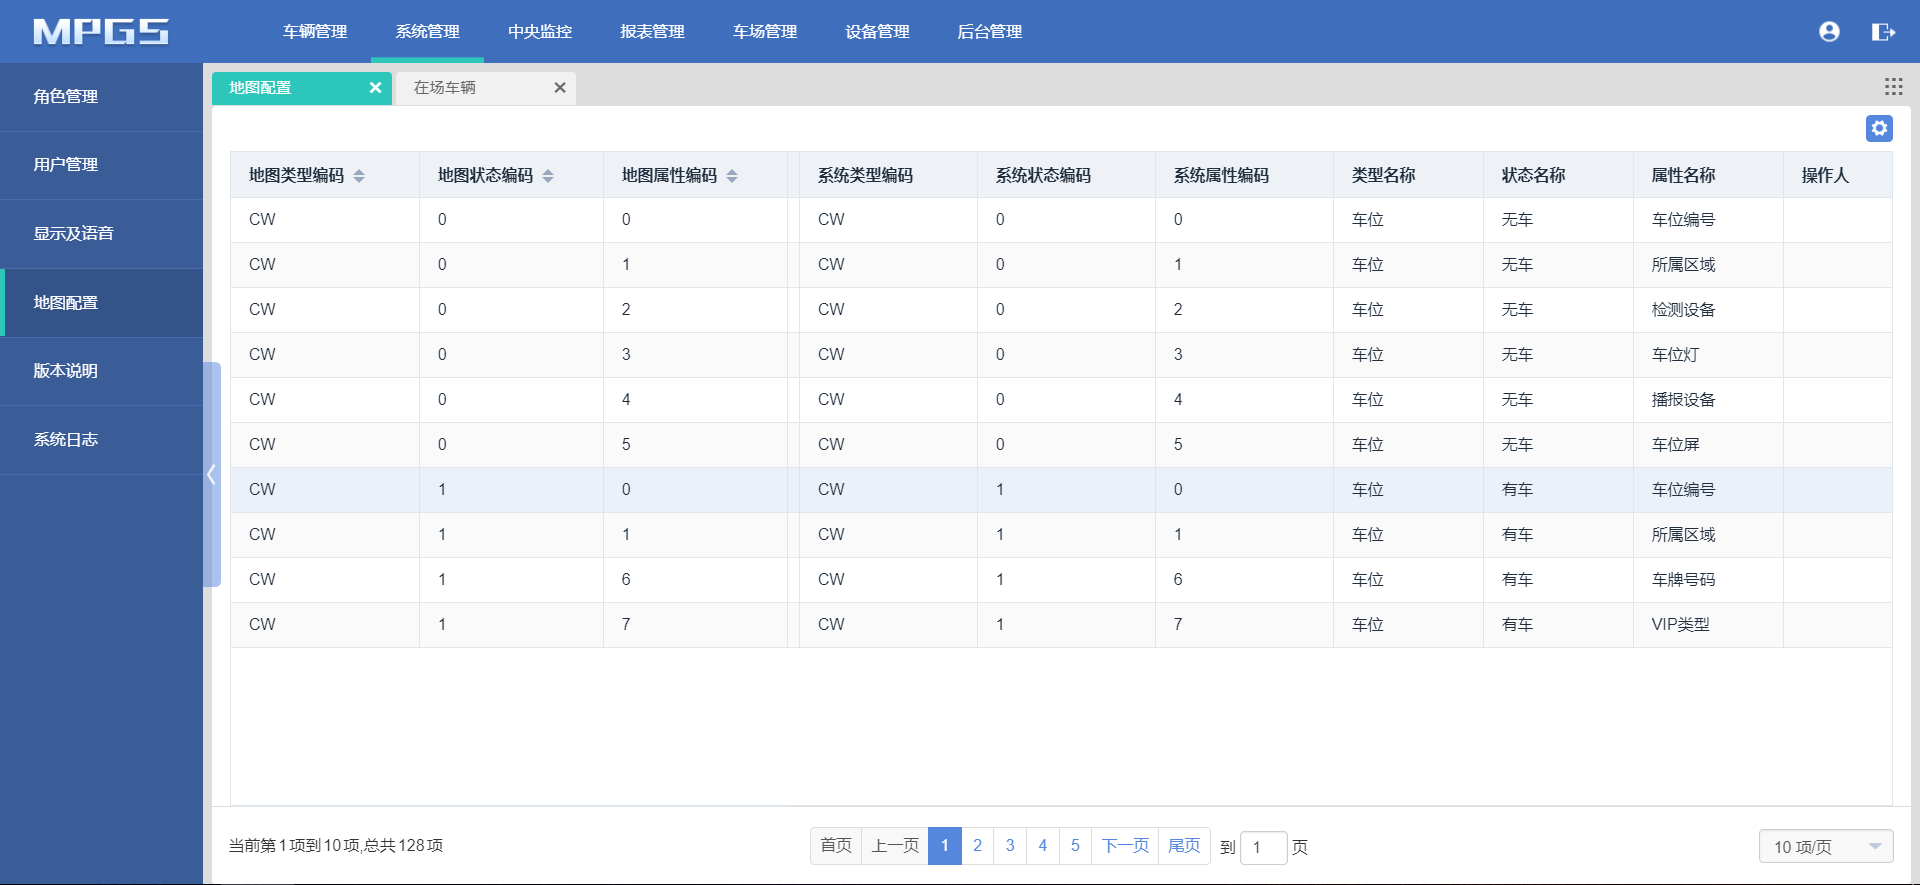 MPGS 车辆管理 系统管理 中央监控 报表管理 车场管理 设备管理 后台管理
地图配置 在场车辆
角色管理
用户管理
显示及语音
地图配置
版本说明
系统日志
地图类型编码 地图状态编码 地图属性编码 系统类型编码 系统状态编码 系统属性编码 类型名称 状态名称 属性名称 操作人
CW 0 0 CW 0 0 车位 无车 车位编号
CW 0 1 CW 0 1 车位 无车 所属区域
CW 0 2 CW 0 2 车位 无车 检测设备
CW 0 3 CW 0 3 车位 无车 车位灯
CW 0 4 CW 0 4 车位 无车 播报设备
CW 0 5 CW 0 5 车位 无车 车位屏
CW 1 0 CW 1 0 车位 有车 车位编号
CW 1 1 CW 1 1 车位 有车 所属区域
CW 1 6 CW 1 6 车位 有车 车牌号码
CW 1 7 CW 1 7 车位 有车 VIP类型
当前第1项到10项,总共128项 首页 上一页 1 2 3 4 5 下一页 尾页 到 1 页 10 项/页